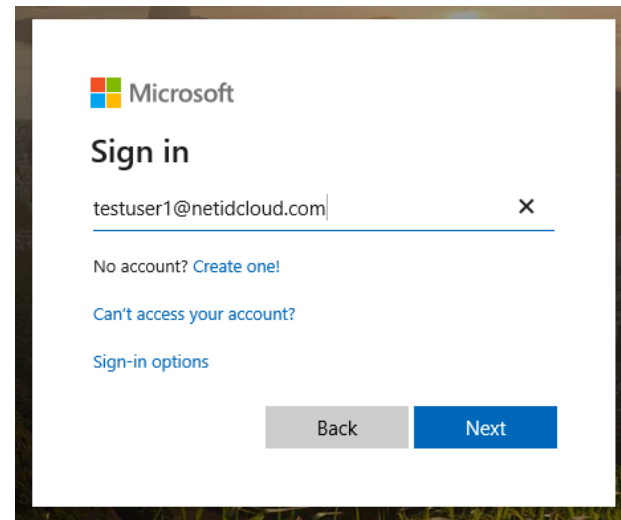 Microsoft
Sign in
testuser1@netidcloud.com
No account? Create one!
Can't access your account?
Sign-in options
Back Next